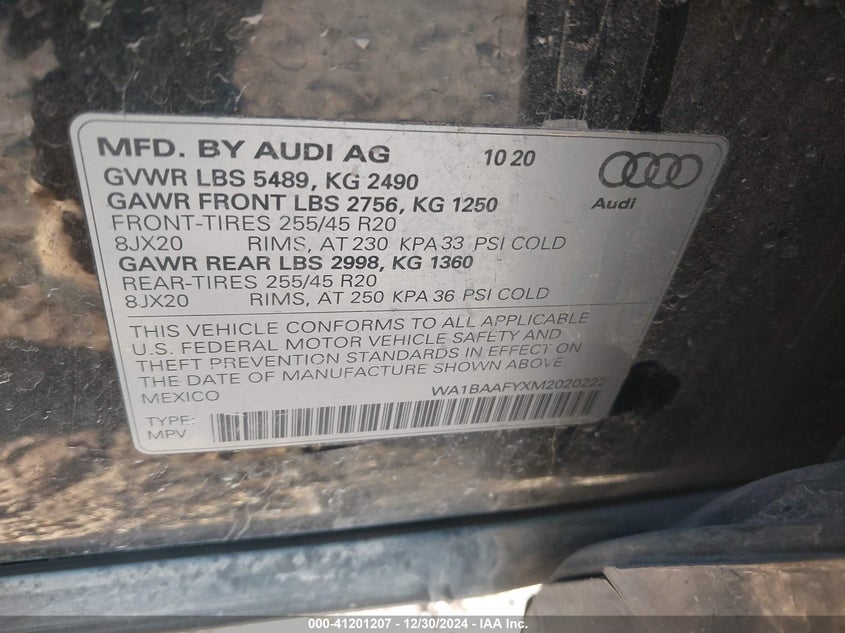 MFD. BY AUDI AG 10 20
GVWR LBS 5489, KG 2490
GAWR FRONT LBS 2756, KG 1250
FRONT-TIRES 255/45 R20
8JX20 RIMS, AT 230 KPA 33 PSI COLD
GAWR REAR LBS 2998, KG 1360
REAR-TIRES 255/45 R20
8JX20 RIMS, AT 250 KPA 36 PSI COLD
Audi
THIS VEHICLE CONFORMS TO ALL APPLICABLE
U.S. FEDERAL MOTOR VEHICLE SAFETY AND
THEFT PREVENTION STANDARDS IN EFFECT ON
THE DATE OF MANUFACTURE SHOWN ABOVE.
MEXICO WA1BAAFYXM2020222
TYPE:
MPV
000-41201207 - 12/30/2024 - IAA Inc.